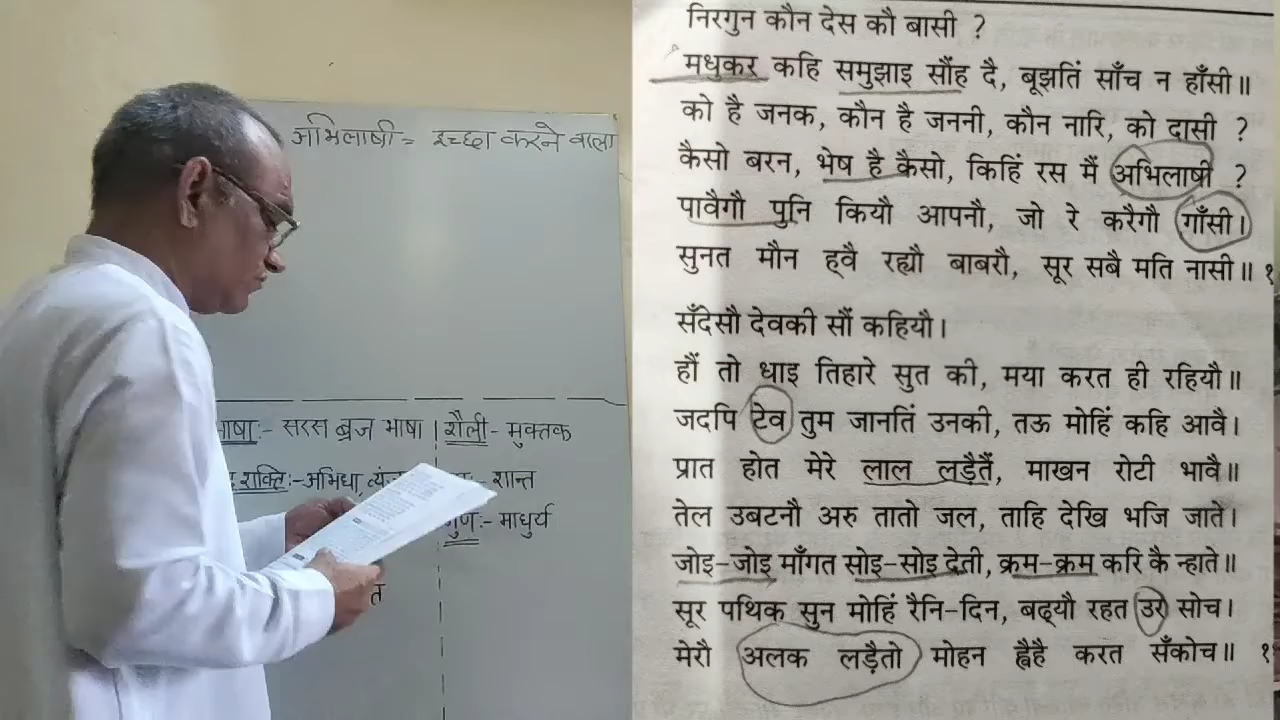 अभिलाषी = इच्छा करने वाला
भाषा:- सरस ब्रज भाषा
शैली - मुक्तक
शक्ति:- अभिधा,
- शान्त
गुण:- माधुर्य
निरगुन कौन देस कौ बासी ?
मधुकर कहि समुझाइ सौंह दै, बूझतिं साँच न हाँसी॥
को है जनक, कौन है जननी, कौन नारि, को दासी ?
कैसो बरन, भेष है कैसो, किहिं रस मैं अभिलाषी ?
पावैगौ पुनि कियौ आपनौ, जो रे करैगौ गाँसी।
सुनत मौन ह्वै रह्यौ बाबरौ, सूर सबै मति नासी॥
सँदेसौ देवकी सौं कहियौ।
हौं तो धाइ तिहारे सुत की, मया करत ही रहियौ॥
जदपि टेव तुम जानतिं उनकी, तऊ मोहिं कहि आवै।
प्रात होत मेरे लाल लड़ैतैं, माखन रोटी भावै॥
तेल उबटनौ अरु तातो जल, ताहि देखि भजि जाते।
जोइ-जोइ माँगत सोइ-सोइ देती, क्रम-क्रम करि कै न्हाते॥
सूर पथिक सुन मोहिं रैनि-दिन, बढ्यौ रहत उर सोच।
मेरौ अलक लड़ैतो मोहन ह्वैहै करत सँकोच॥